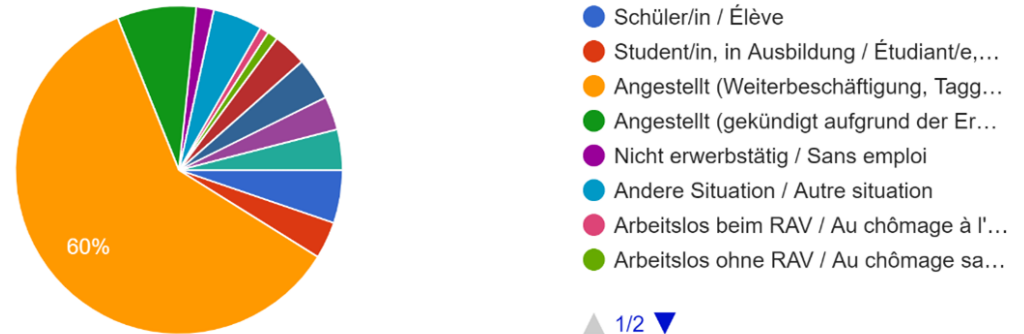 Schüler/in / Élève
Student/in, in Ausbildung / Étudiant/e,...
Angestellt (Weiterbeschäftigung, Tagg...
Angestellt (gekündigt aufgrund der Er...
Nicht erwerbstätig / Sans emploi
Andere Situation / Autre situation
Arbeitslos beim RAV / Au chômage à l'...
Arbeitslos ohne RAV / Au chômage sa...
60%
1/2